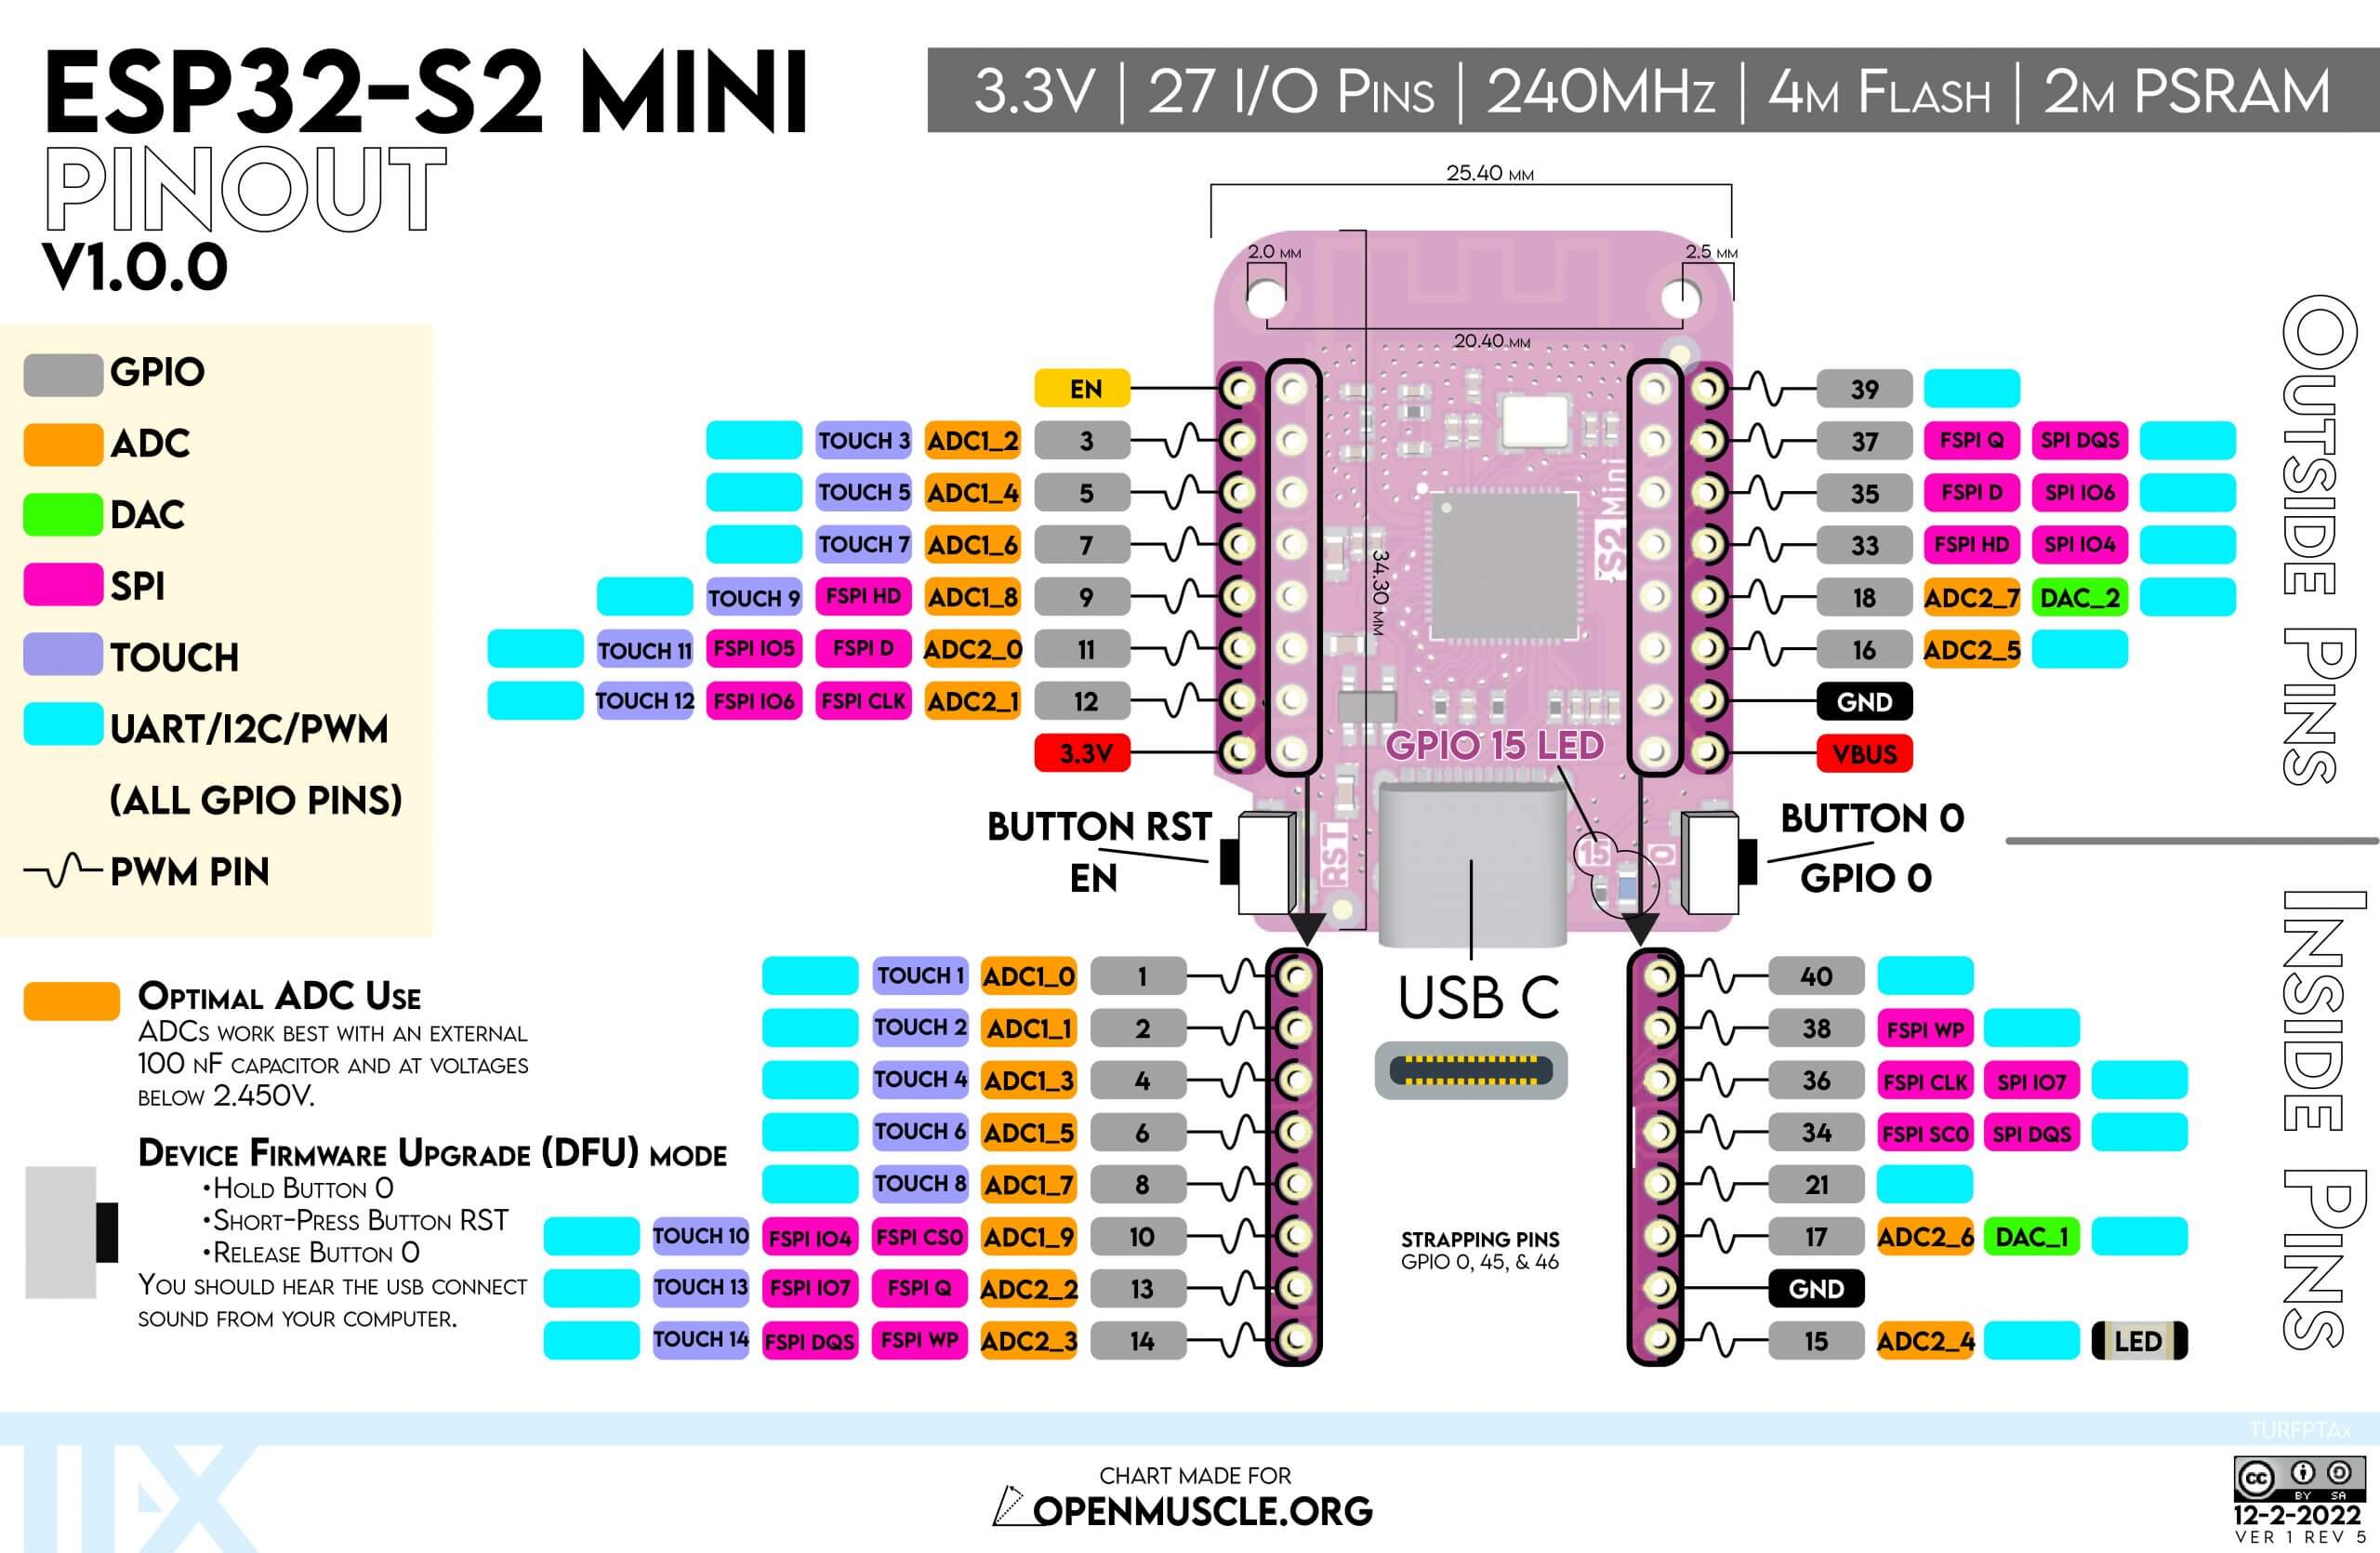 ESP32-S2 MINI
PINOUT
V1.0.0
3.3V | 27 I/O PINS | 240MHZ | 4M FLASH | 2M PSRAM
GPIO
ADC
DAC
SPI
TOUCH
UART/I2C/PWM
(ALL GPIO PINS)
PWM PIN
OPTIMAL ADC USE
ADCS WORK BEST WITH AN EXTERNAL
100 NF CAPACITOR AND AT VOLTAGES
BELOW 2.450V.
DEVICE FIRMWARE UPGRADE (DFU) MODE
•HOLD BUTTON 0
•SHORT-PRESS BUTTON RST
•RELEASE BUTTON 0
YOU SHOULD HEAR THE USB CONNECT
SOUND FROM YOUR COMPUTER.
25.40 MM
2.0 MM
2.5 MM
20.40 MM
34.30 MM
S2 Mini
EN
TOUCH 3 ADC1_2 3
TOUCH 5 ADC1_4 5
TOUCH 7 ADC1_6 7
TOUCH 9 FSPI HD ADC1_8 9
TOUCH 11 FSPI IO5 FSPI D ADC2_0 11
TOUCH 12 FSPI IO6 FSPI CLK ADC2_1 12
3.3V
39
37 FSPI Q SPI DQS
35 FSPI D SPI IO6
33 FSPI HD SPI IO4
18 ADC2_7 DAC_2
16 ADC2_5
GND
VBUS
GPIO 15 LED
BUTTON RST
EN
RST
15
0
BUTTON 0
GPIO 0
USB C
OUTSIDE PINS
INSIDE PINS
TOUCH 1 ADC1_0 1
TOUCH 2 ADC1_1 2
TOUCH 4 ADC1_3 4
TOUCH 6 ADC1_5 6
TOUCH 8 ADC1_7 8
TOUCH 10 FSPI IO4 FSPI CS0 ADC1_9 10
TOUCH 13 FSPI IO7 FSPI Q ADC2_2 13
TOUCH 14 FSPI DQS FSPI WP ADC2_3 14
STRAPPING PINS
GPIO 0, 45, & 46
40
38 FSPI WP
36 FSPI CLK SPI IO7
34 FSPI SC0 SPI DQS
21
17 ADC2_6 DAC_1
GND
15 ADC2_4 LED
TURFPTAx
CHART MADE FOR
OPENMUSCLE.ORG
cc
BY SA
12-2-2022
VER 1 REV 5